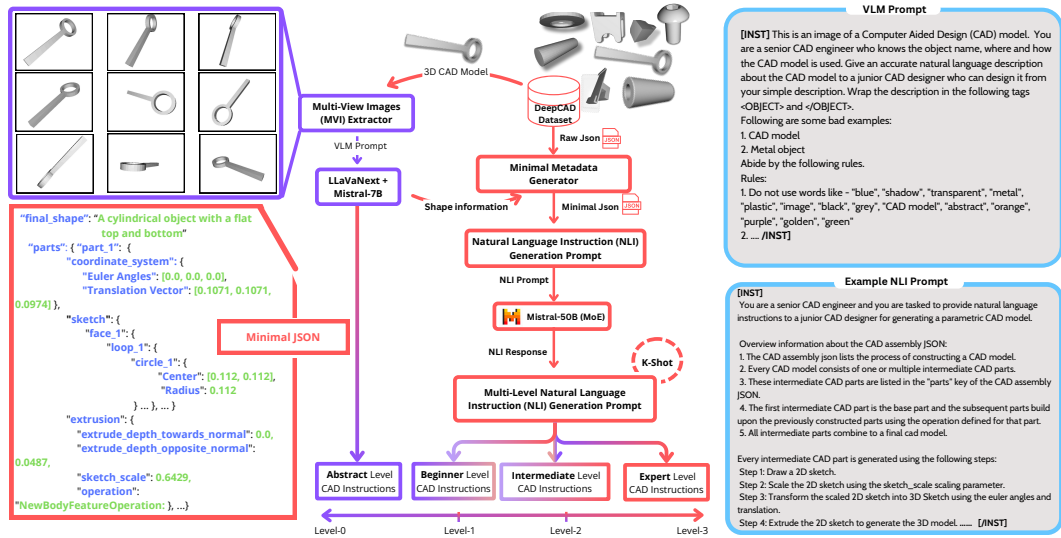 3D CAD Model
DeepCAD
Dataset
Multi-View Images
(MVI) Extractor
VLM Prompt
LLaVaNext +
Mistral-7B
Shape information
Raw Json
JSON
Minimal Metadata
Generator
Minimal Json
JSON
Natural Language Instruction (NLI)
Generation Prompt
NLI Prompt
Mistral-50B (MoE)
NLI Response
K-Shot
Multi-Level Natural Language
Instruction (NLI) Generation Prompt
Abstract Level
CAD Instructions
Beginner Level
CAD Instructions
Intermediate Level
CAD Instructions
Expert Level
CAD Instructions
Level-0
Level-1
Level-2
Level-3
"final_shape": "A cylindrical object with a flat
top and bottom"
"parts": { "part_1": {
"coordinate_system": {
"Euler Angles": [0.0, 0.0, 0.0],
"Translation Vector": [0.1071, 0.1071,
0.0974] },
"sketch": {
"face_1": {
"loop_1": {
"circle_1": {
"Center": [0.112, 0.112],
"Radius": 0.112
} ... }, ... }
"extrusion": {
"extrude_depth_towards_normal": 0.0,
"extrude_depth_opposite_normal":
0.0487,
"sketch_scale": 0.6429,
"operation":
"NewBodyFeatureOperation: }, ...}
Minimal JSON
VLM Prompt
[INST] This is an image of a Computer Aided Design (CAD) model. You
are a senior CAD engineer who knows the object name, where and how
the CAD model is used. Give an accurate natural language description
about the CAD model to a junior CAD designer who can design it from
your simple description. Wrap the description in the following tags
<OBJECT> and </OBJECT>.
Following are some bad examples:
1. CAD model
2. Metal object
Abide by the following rules.
Rules:
1. Do not use words like - "blue", "shadow", "transparent", "metal",
"plastic", "image", "black", "grey", "CAD model", "abstract", "orange",
"purple", "golden", "green"
2. .... /INST]
Example NLI Prompt
[INST]
You are a senior CAD engineer and you are tasked to provide natural language
instructions to a junior CAD designer for generating a parametric CAD model.
Overview information about the CAD assembly JSON:
1. The CAD assembly json lists the process of constructing a CAD model.
2. Every CAD model consists of one or multiple intermediate CAD parts.
3. These intermediate CAD parts are listed in the "parts" key of the CAD assembly
JSON.
4. The first intermediate CAD part is the base part and the subsequent parts build
upon the previously constructed parts using the operation defined for that part.
5. All intermediate parts combine to a final cad model.
Every intermediate CAD part is generated using the following steps:
Step 1: Draw a 2D sketch.
Step 2: Scale the 2D sketch using the sketch_scale scaling parameter.
Step 3: Transform the scaled 2D sketch into 3D Sketch using the euler angles and
translation.
Step 4: Extrude the 2D sketch to generate the 3D model. ...... [/INST]